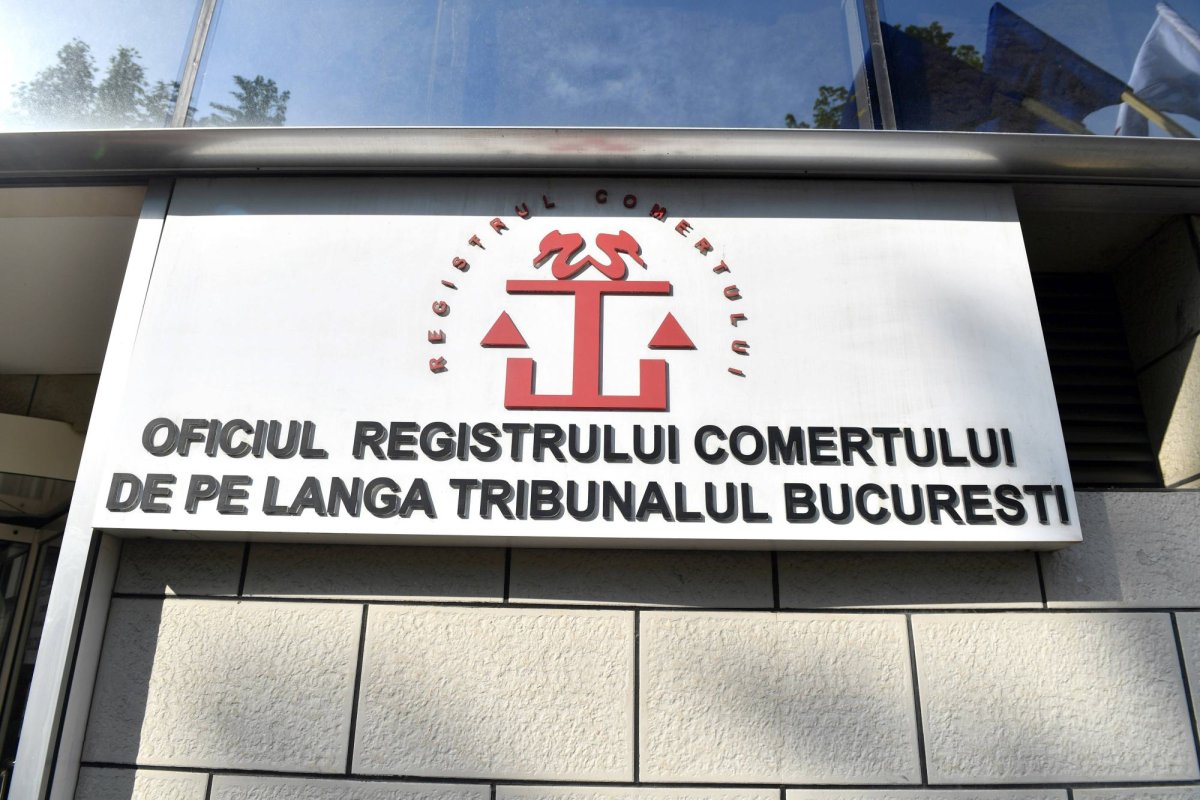 REGISTRUL COMERTULUI
OFICIUL REGISTRULUI COMERTULUI
DE PE LANGA TRIBUNALUL BUCURESTI